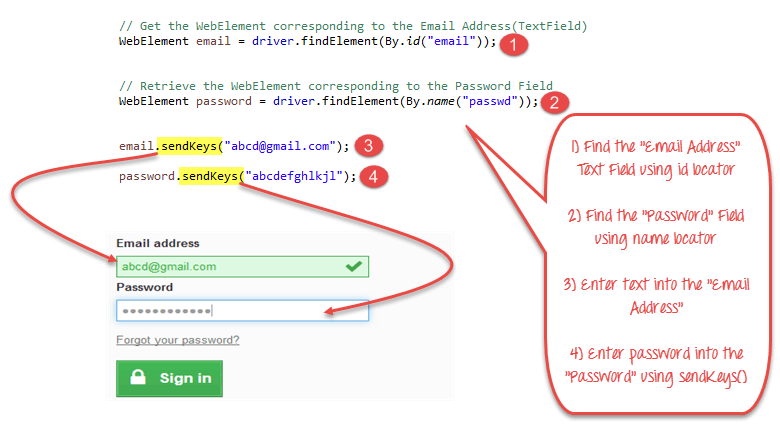 // Get the WebElement corresponding to the Email Address(TextField)
WebElement email = driver.findElement(By.id("email"));
1
// Retrieve the WebElement corresponding to the Password Field
WebElement password = driver.findElement(By.name("passwd"));
2
email.sendKeys("abcd@gmail.com");
3
password.sendKeys("abcdefghlkjl");
4
1) Find the "Email Address"
Text Field using id locator
2) Find the "Password" Field
using name locator
3) Enter text into the "Email
Address"
4) Enter password into the
"Password" using sendKeys()
Email address
abcd@gmail.com
Password
••••••••••••
Forgot your password?
Sign in